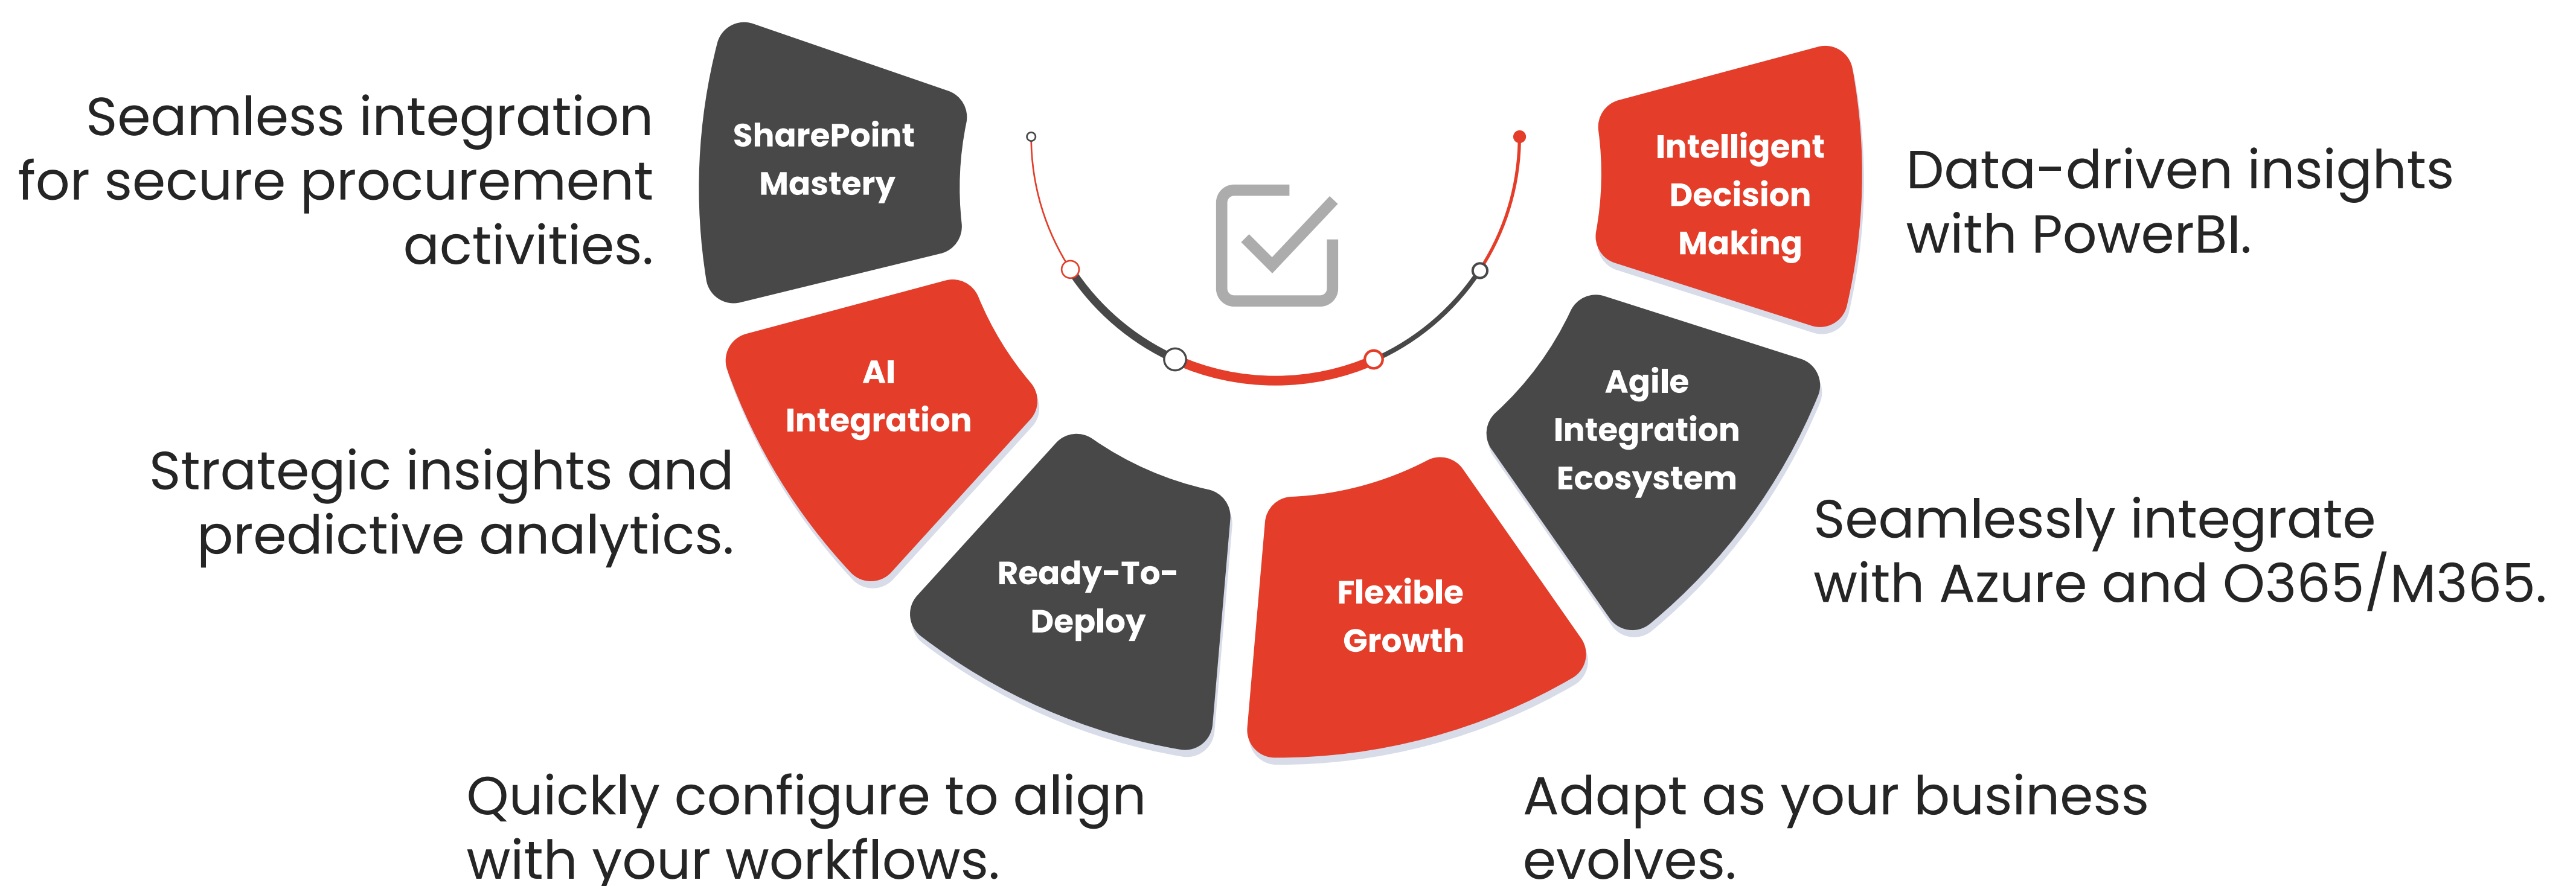 Seamless integration
for secure procurement
activities.
SharePoint
Mastery
Strategic insights and
predictive analytics.
AI
Integration
Quickly configure to align
with your workflows.
Ready-To-
Deploy
Flexible
Growth
Adapt as your business
evolves.
Agile
Integration
Ecosystem
Seamlessly integrate
with Azure and O365/M365.
Intelligent
Decision
Making
Data-driven insights
with PowerBI.